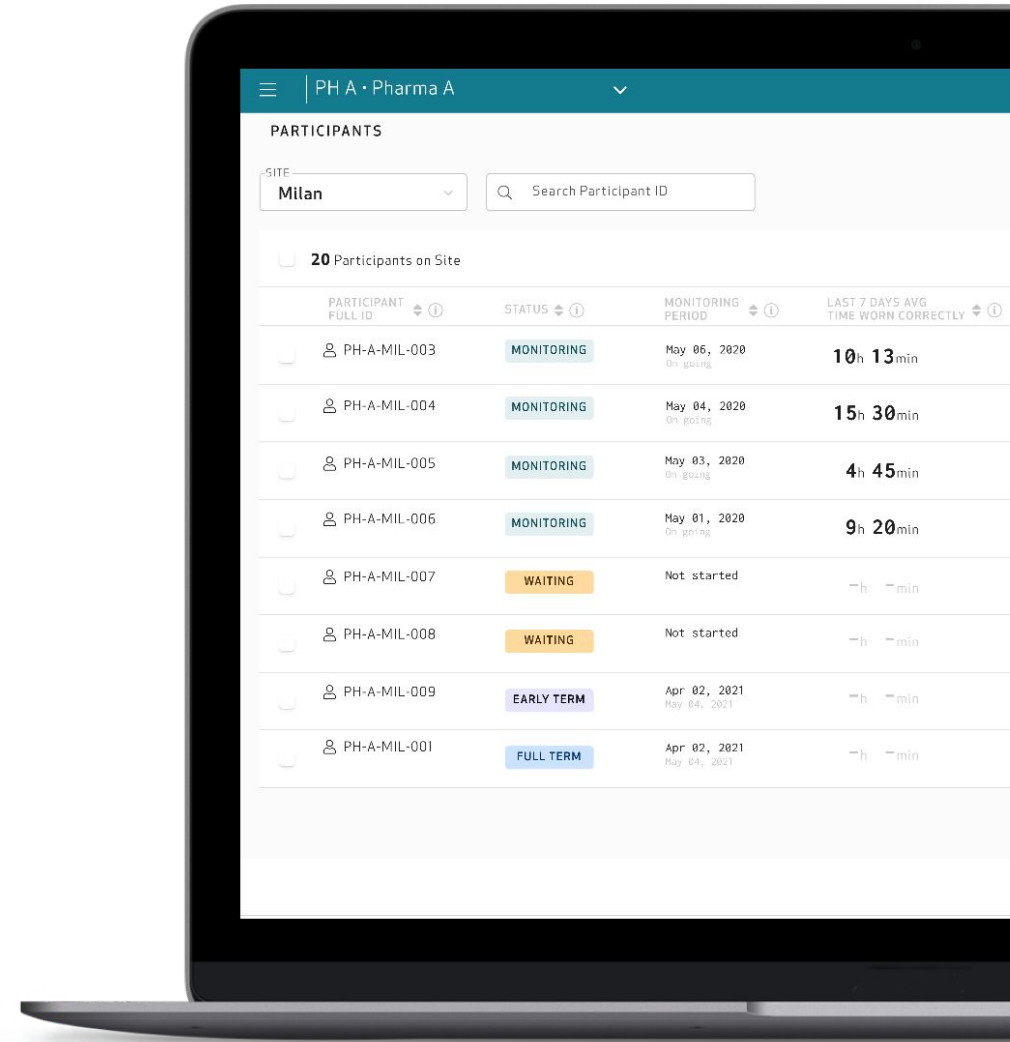 PH A · Pharma A
PARTICIPANTS
SITE
Milan
Search Participant ID
20 Participants on Site
PARTICIPANT FULL ID STATUS MONITORING PERIOD LAST 7 DAYS AVG TIME WORN CORRECTLY
PH-A-MIL-003 MONITORING May 06, 2020 10h 13min
On going
PH-A-MIL-004 MONITORING May 04, 2020 15h 30min
On going
PH-A-MIL-005 MONITORING May 03, 2020 4h 45min
On going
PH-A-MIL-006 MONITORING May 01, 2020 9h 20min
On going
PH-A-MIL-007 WAITING Not started -h -min
PH-A-MIL-008 WAITING Not started -h -min
PH-A-MIL-009 EARLY TERM Apr 02, 2021 -h -min
May 04, 2021
PH-A-MIL-001 FULL TERM Apr 02, 2021 -h -min
May 04, 2021